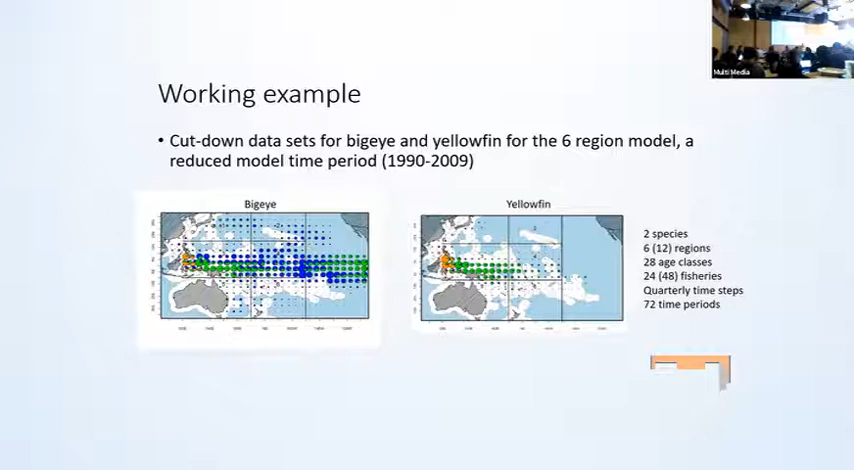 Multi Media
Working example
• Cut-down data sets for bigeye and yellowfin for the 6 region model, a
reduced model time period (1990-2009)
Bigeye
Yellowfin
2 species
6 (12) regions
28 age classes
24 (48) fisheries
Quarterly time steps
72 time periods